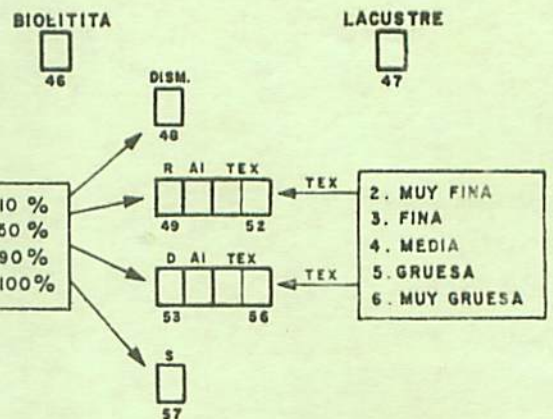 BIOLITITA
LACUSTRE
46
47
DISM.
48
R AI TEX
49 52
TEX
10 %
50 %
90 %
100 %
2. MUY FINA
3. FINA
4. MEDIA
5. GRUESA
6. MUY GRUESA
D AI TEX
53 56
TEX
S
57